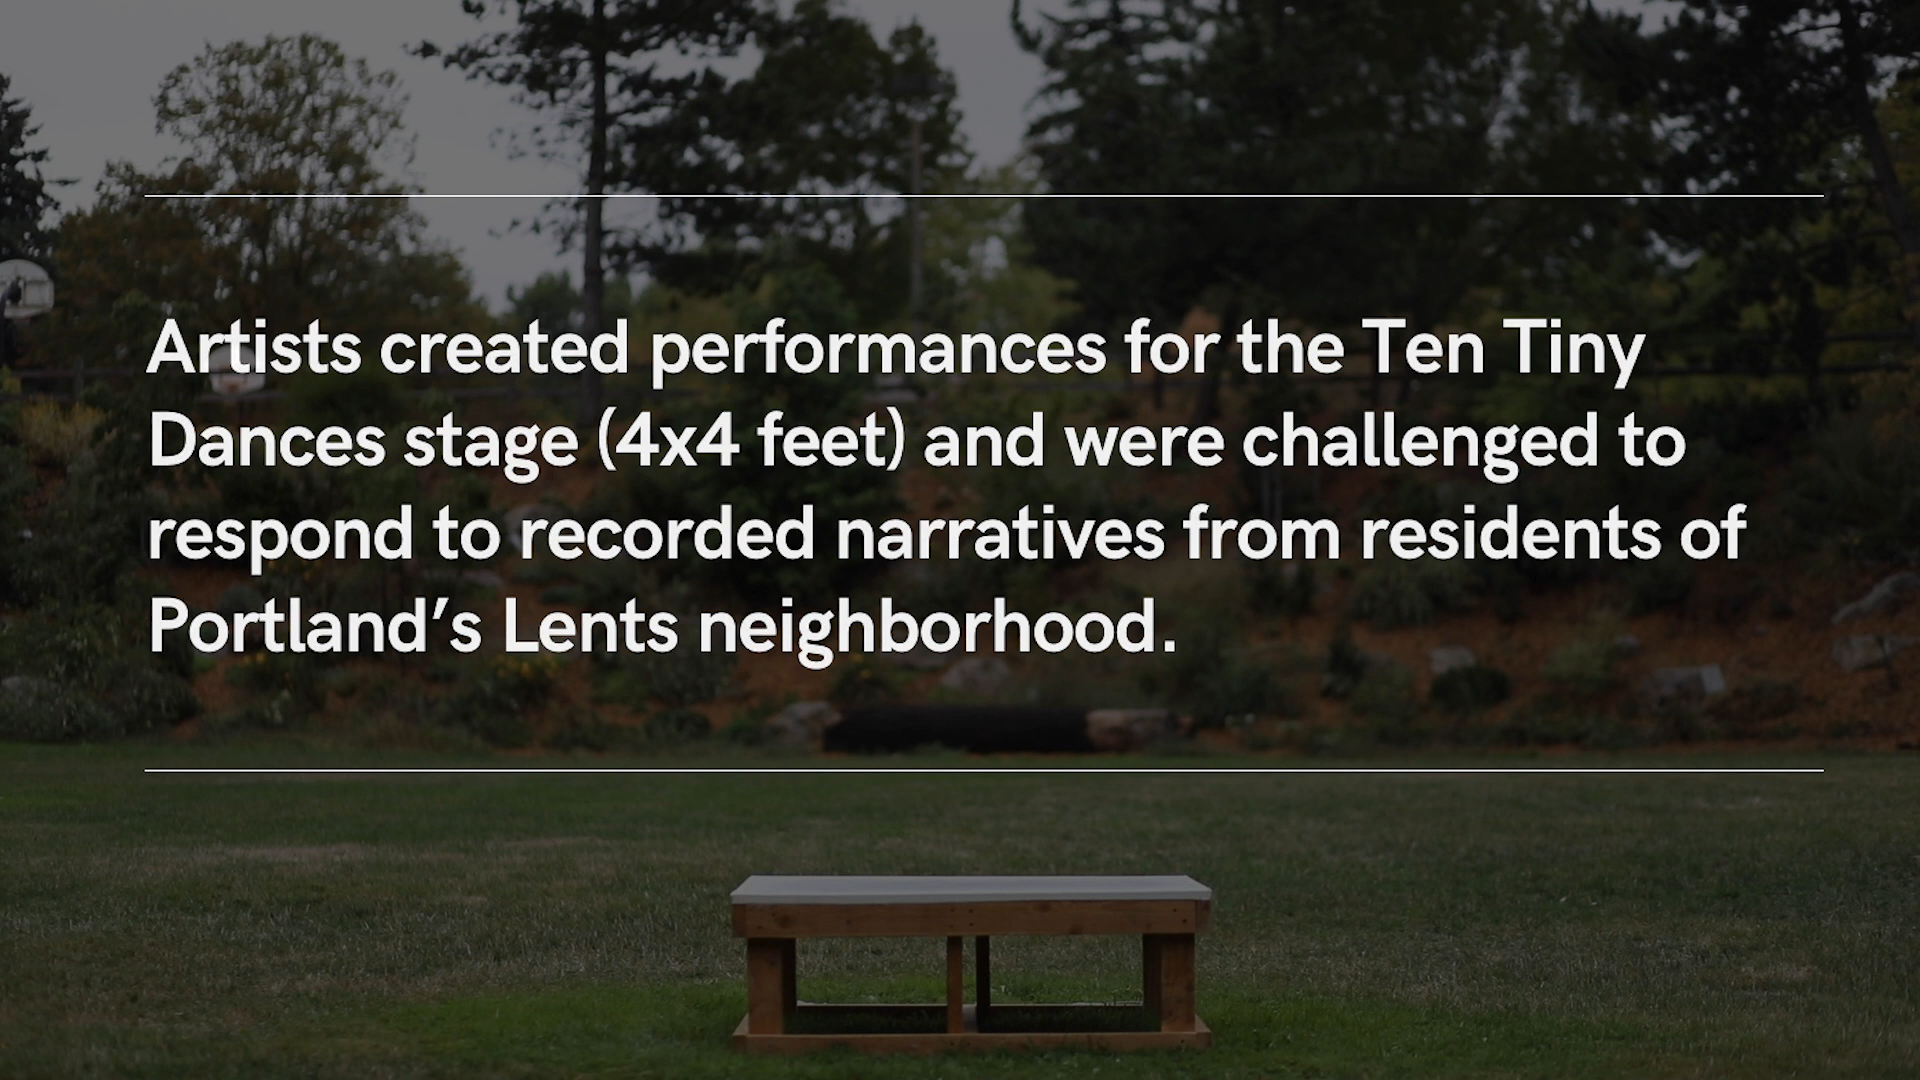 Artists created performances for the Ten Tiny
Dances stage (4x4 feet) and were challenged to
respond to recorded narratives from residents of
Portland’s Lents neighborhood.